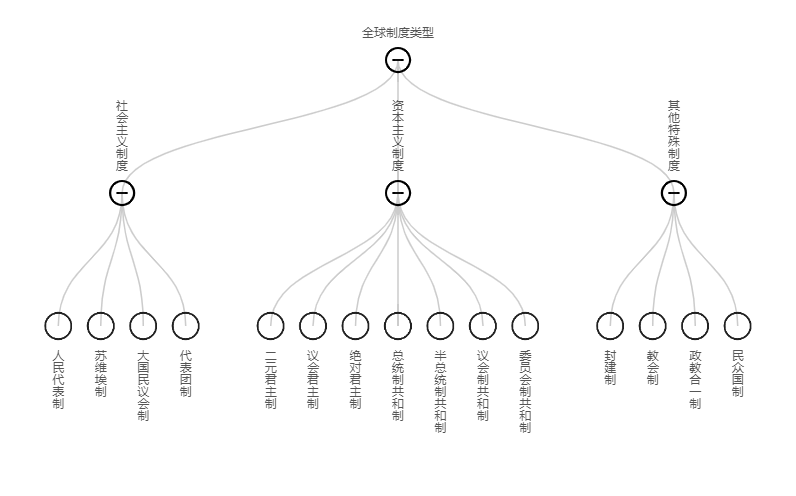 全球制度类型
社会主义制度
资本主义制度
其他特殊制度
人民代表制
苏维埃制
大国民议会制
代表团制
二元君主制
议会君主制
绝对君主制
总统制共和制
半总统制共和制
议会制共和制
委员会制共和制
封建制
教会制
政教合一制
民众国制